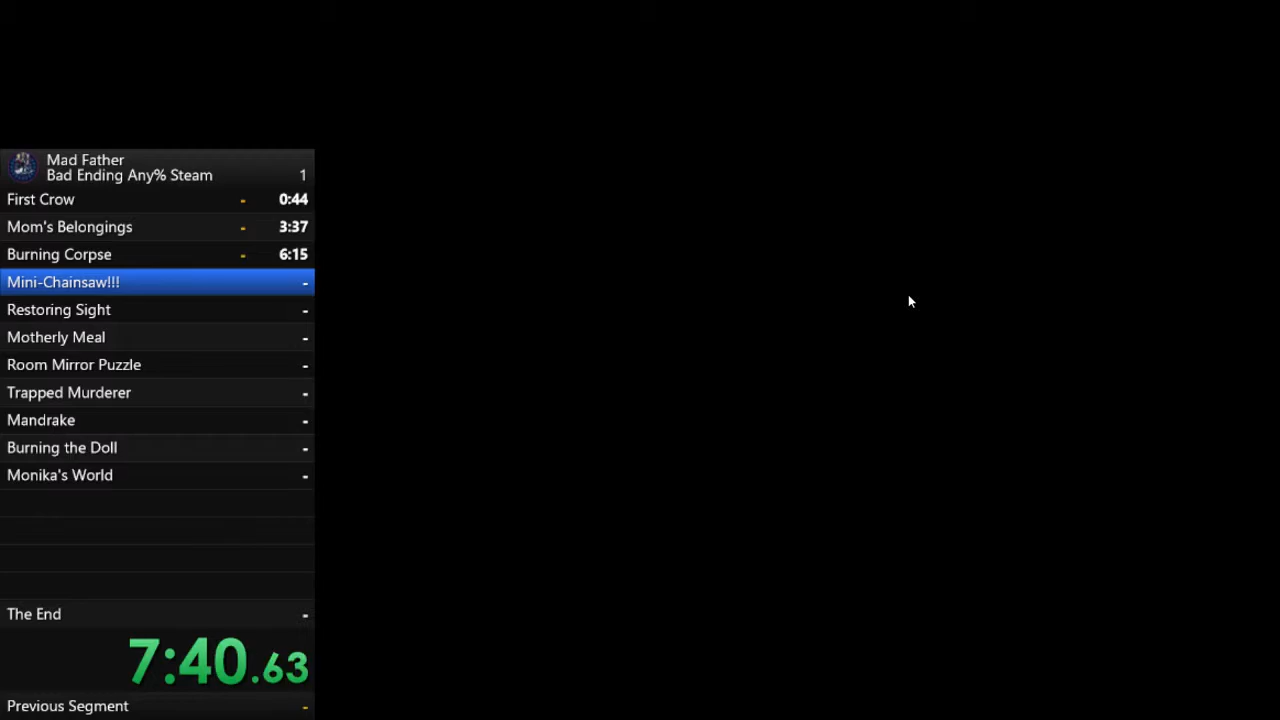 Mad Father
Bad Ending Any% Steam 1
First Crow - 0:44
Mom's Belongings - 3:37
Burning Corpse - 6:15
Mini-Chainsaw!!! -
Restoring Sight -
Motherly Meal -
Room Mirror Puzzle -
Trapped Murderer -
Mandrake -
Burning the Doll -
Monika's World -
The End -
7:40.63
Previous Segment -